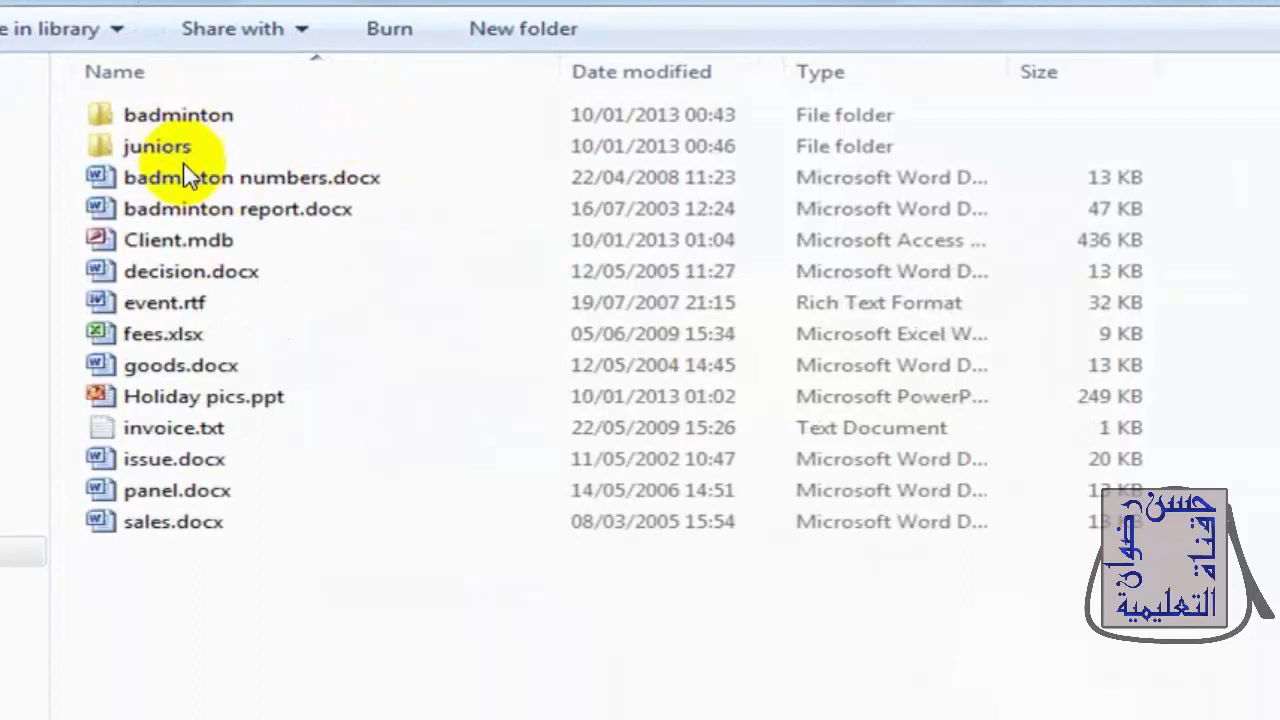 e in library Share with Burn New folder
Name Date modified Type Size
badminton 10/01/2013 00:43 File folder
juniors 10/01/2013 00:46 File folder
badminton numbers.docx 22/04/2008 11:23 Microsoft Word D... 13 KB
badminton report.docx 16/07/2003 12:24 Microsoft Word D... 47 KB
Client.mdb 10/01/2013 01:04 Microsoft Access ... 436 KB
decision.docx 12/05/2005 11:27 Microsoft Word D... 13 KB
event.rtf 19/07/2007 21:15 Rich Text Format 32 KB
fees.xlsx 05/06/2009 15:34 Microsoft Excel W... 9 KB
goods.docx 12/05/2004 14:45 Microsoft Word D... 13 KB
Holiday pics.ppt 10/01/2013 01:02 Microsoft PowerP... 249 KB
invoice.txt 22/05/2009 15:26 Text Document 1 KB
issue.docx 11/05/2002 10:47 Microsoft Word D... 20 KB
panel.docx 14/05/2006 14:51 Microsoft Word D... 13 KB
sales.docx 08/03/2005 15:54 Microsoft Word D... 13 KB
قناة
حسن
رضوان
التعليمية